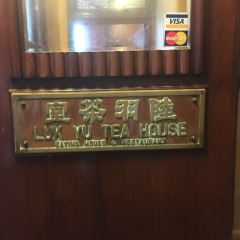 VISA
MasterCard
陸羽茶室
LUK YU TEA HOUSE
EATING HOUSE & RESTAURANT